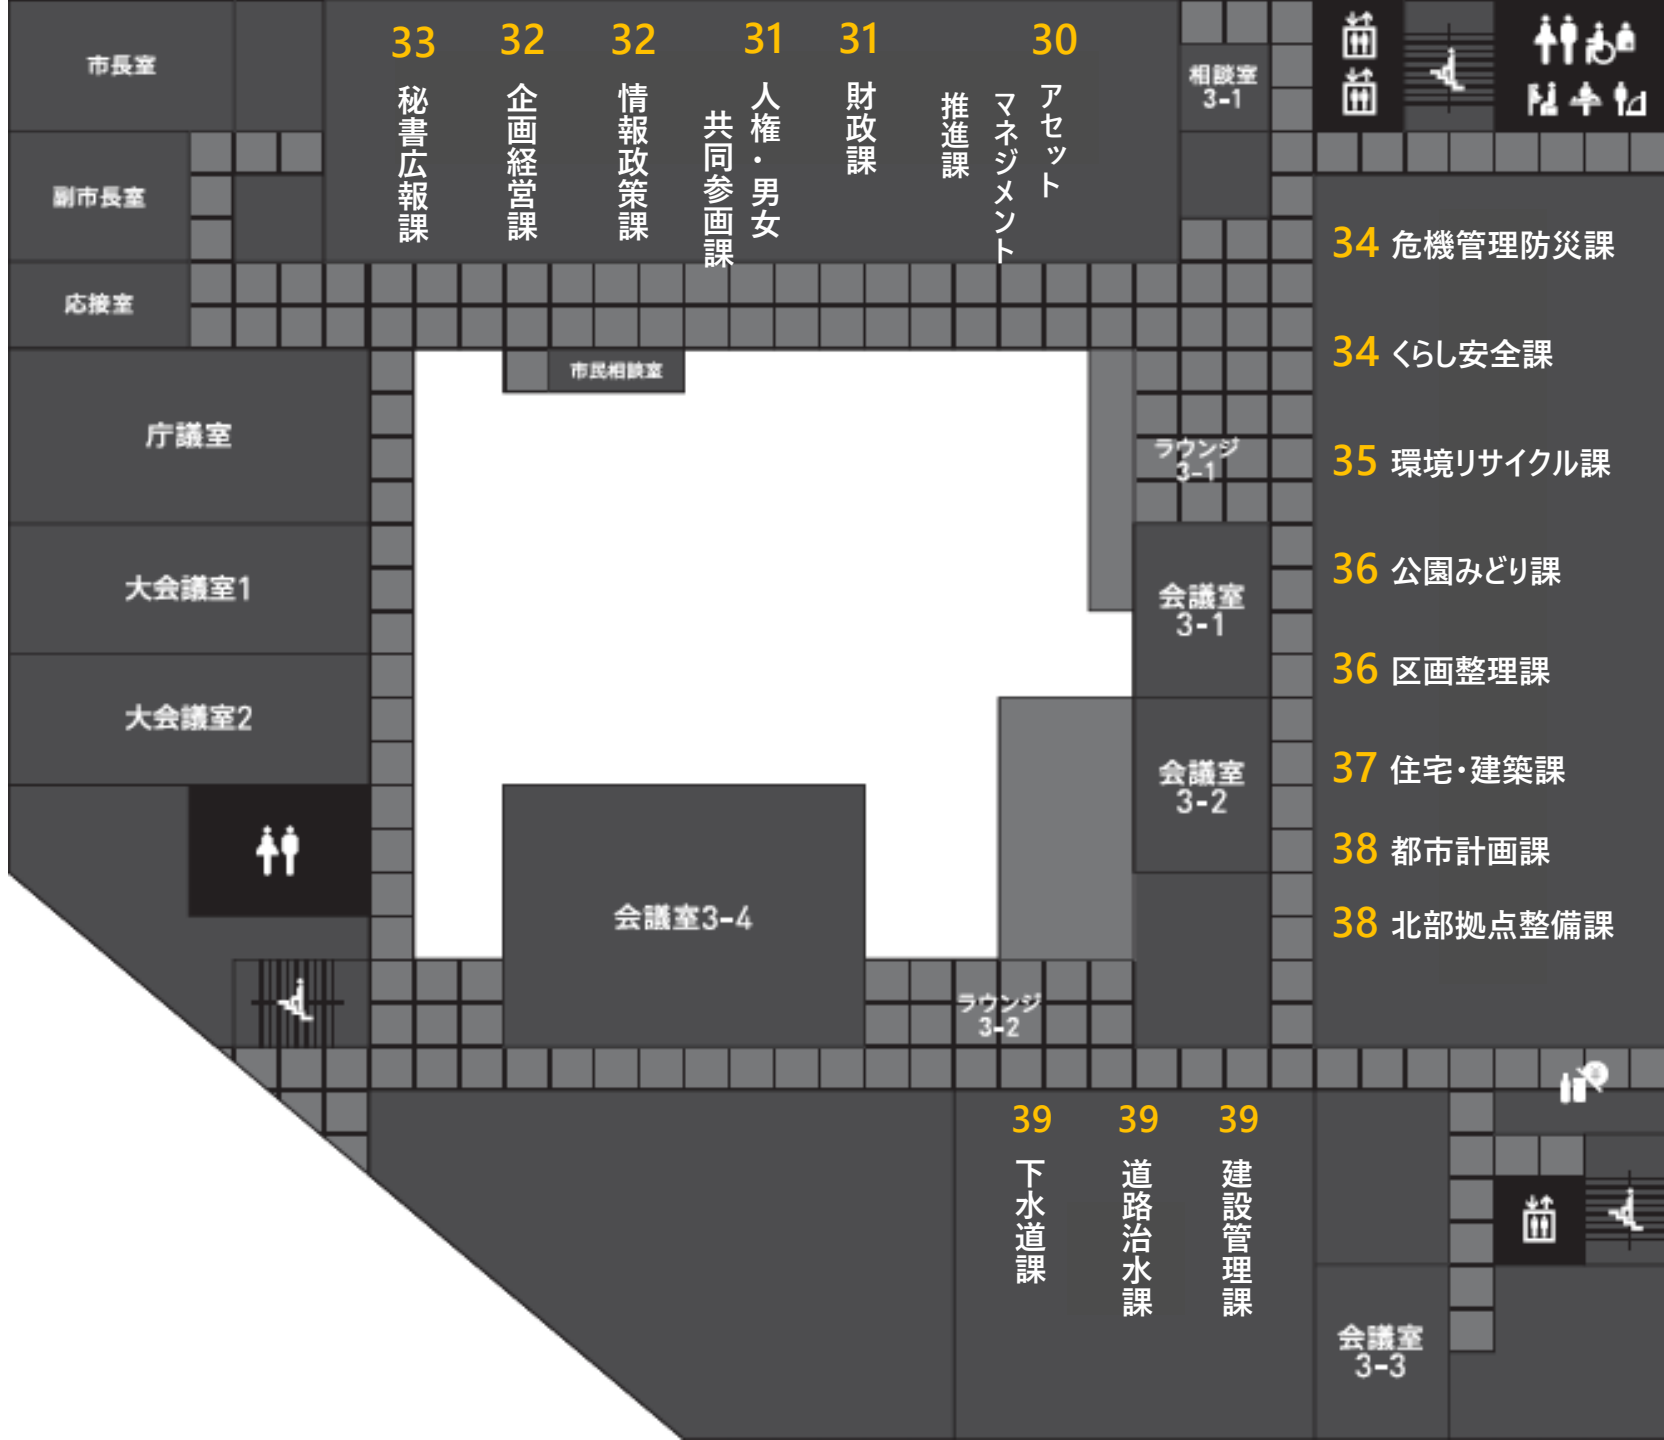 市長室
副市長室
応接室
庁議室
大会議室1
大会議室2
33
秘書広報課
32
企画経営課
32
情報政策課
31
人権・男女
共同参画課
31
財政課
30
アセット
マネジメント
推進課
相談室
3-1
市民相談室
ラウンジ
3-1
会議室
3-1
会議室
3-2
会議室3-4
ラウンジ
3-2
34 危機管理防災課
34 くらし安全課
35 環境リサイクル課
36 公園みどり課
36 区画整理課
37 住宅・建築課
38 都市計画課
38 北部拠点整備課
39
下水道課
39
道路治水課
39
建設管理課
会議室
3-3